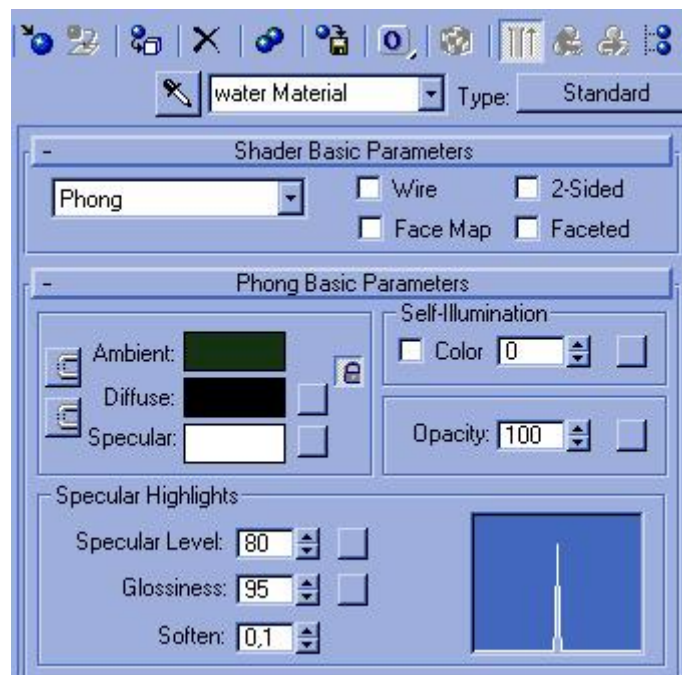 water Material Type: Standard
- Shader Basic Parameters
Phong Wire 2-Sided
Face Map Faceted
- Phong Basic Parameters
Self-Illumination
Ambient: Color 0
Diffuse:
Specular: Opacity: 100
Specular Highlights
Specular Level: 80
Glossiness: 95
Soften: 0,1